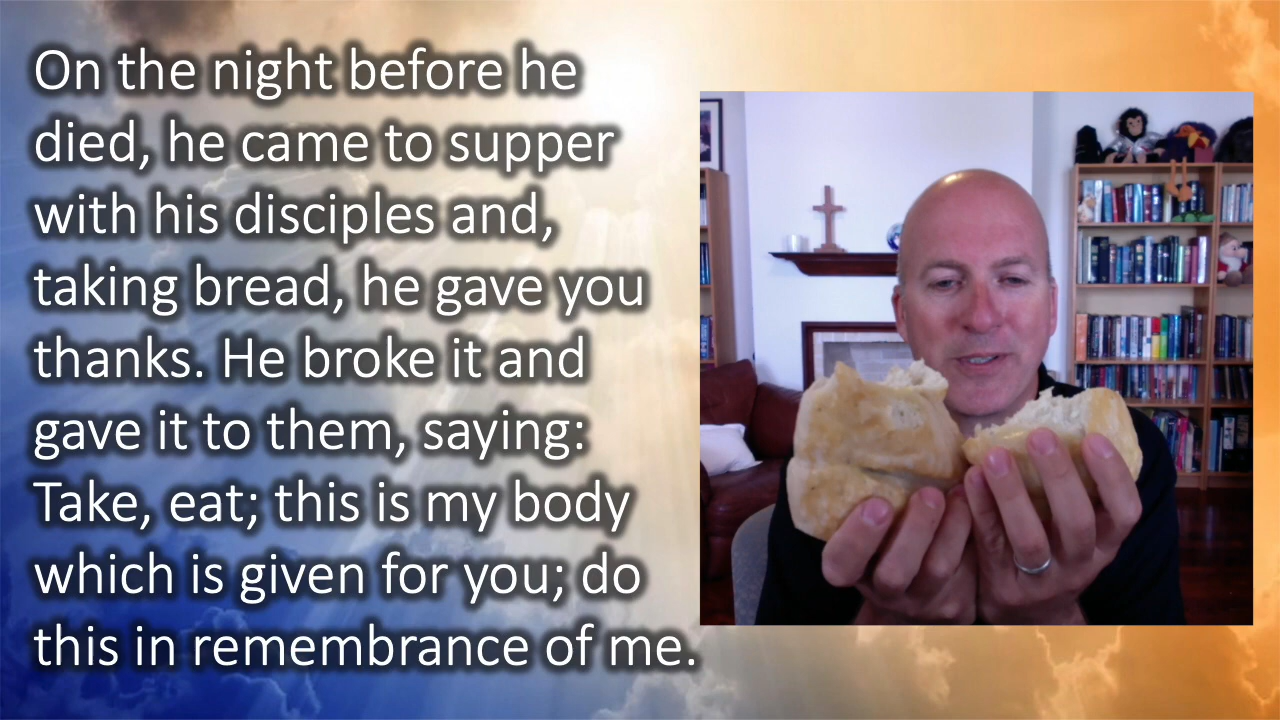 On the night before he
died, he came to supper
with his disciples and,
taking bread, he gave you
thanks. He broke it and
gave it to them, saying:
Take, eat; this is my body
which is given for you; do
this in remembrance of me.